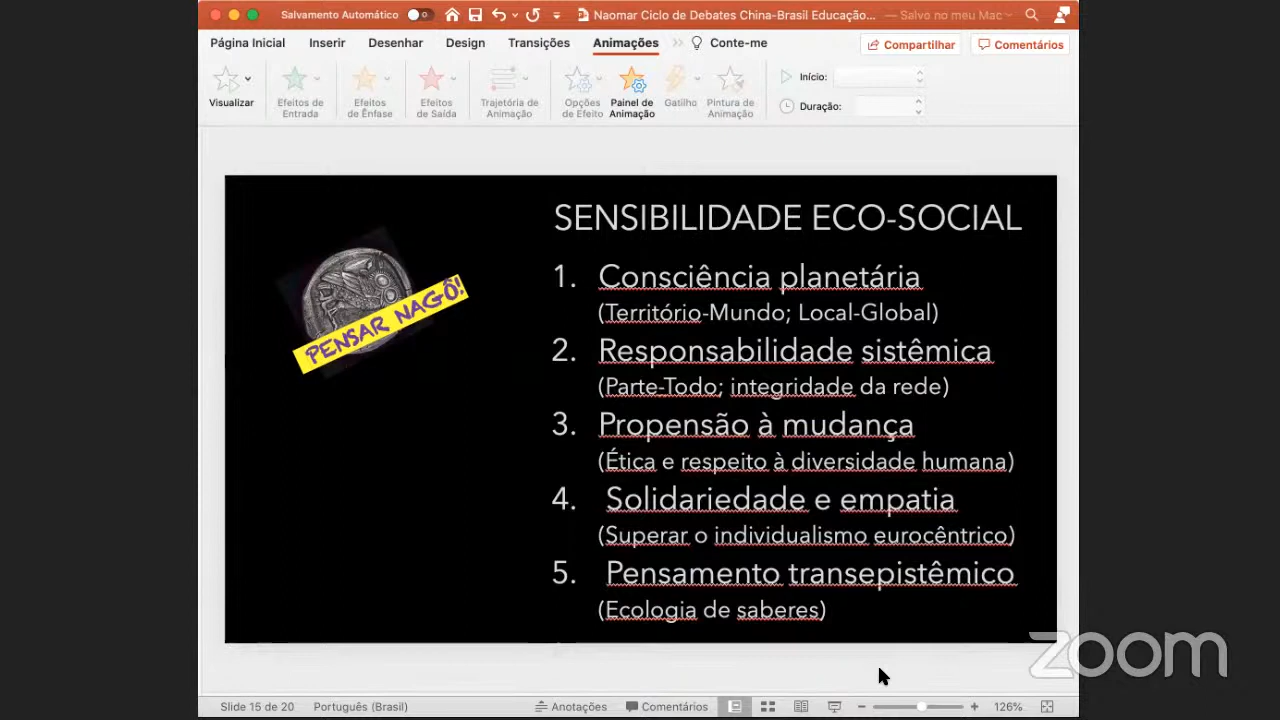 Salvamento Automático
Naomar Ciclo de Debates China-Brasil Educação...
— Salvo no meu Mac
Página Inicial
Inserir
Desenhar
Design
Transições
Animações
Conte-me
Compartilhar
Comentários
Visualizar
Efeitos de Entrada
Efeitos de Ênfase
Efeitos de Saída
Trajetória de Animação
Opções de Efeito
Painel de Animação
Gatilho
Pintura de Animação
Início:
Duração:
PENSAR NAGÔ!
SENSIBILIDADE ECO-SOCIAL
1. Consciência planetária
(Território-Mundo; Local-Global)
2. Responsabilidade sistêmica
(Parte-Todo; integridade da rede)
3. Propensão à mudança
(Ética e respeito à diversidade humana)
4. Solidariedade e empatia
(Superar o individualismo eurocêntrico)
5. Pensamento transepistêmico
(Ecologia de saberes)
zoom
Slide 15 de 20
Português (Brasil)
Anotações
Comentários
126%